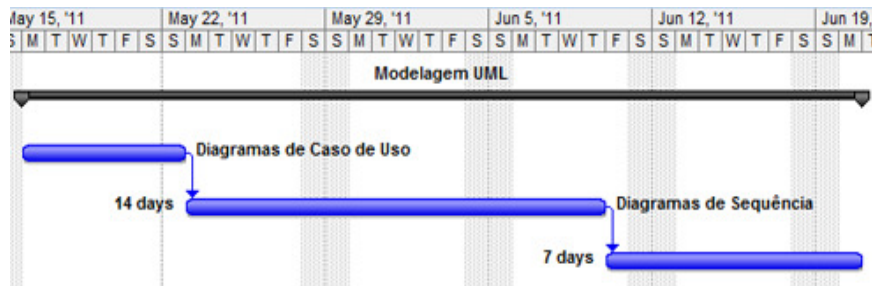 May 15, '11 May 22, '11 May 29, '11 Jun 5, '11 Jun 12, '11 Jun 19,
S M T W T F S S M T W T F S S M T W T F S S M T W T F S S M T W T F S S M T
Modelagem UML
Diagramas de Caso de Uso
14 days Diagramas de Sequência
7 days